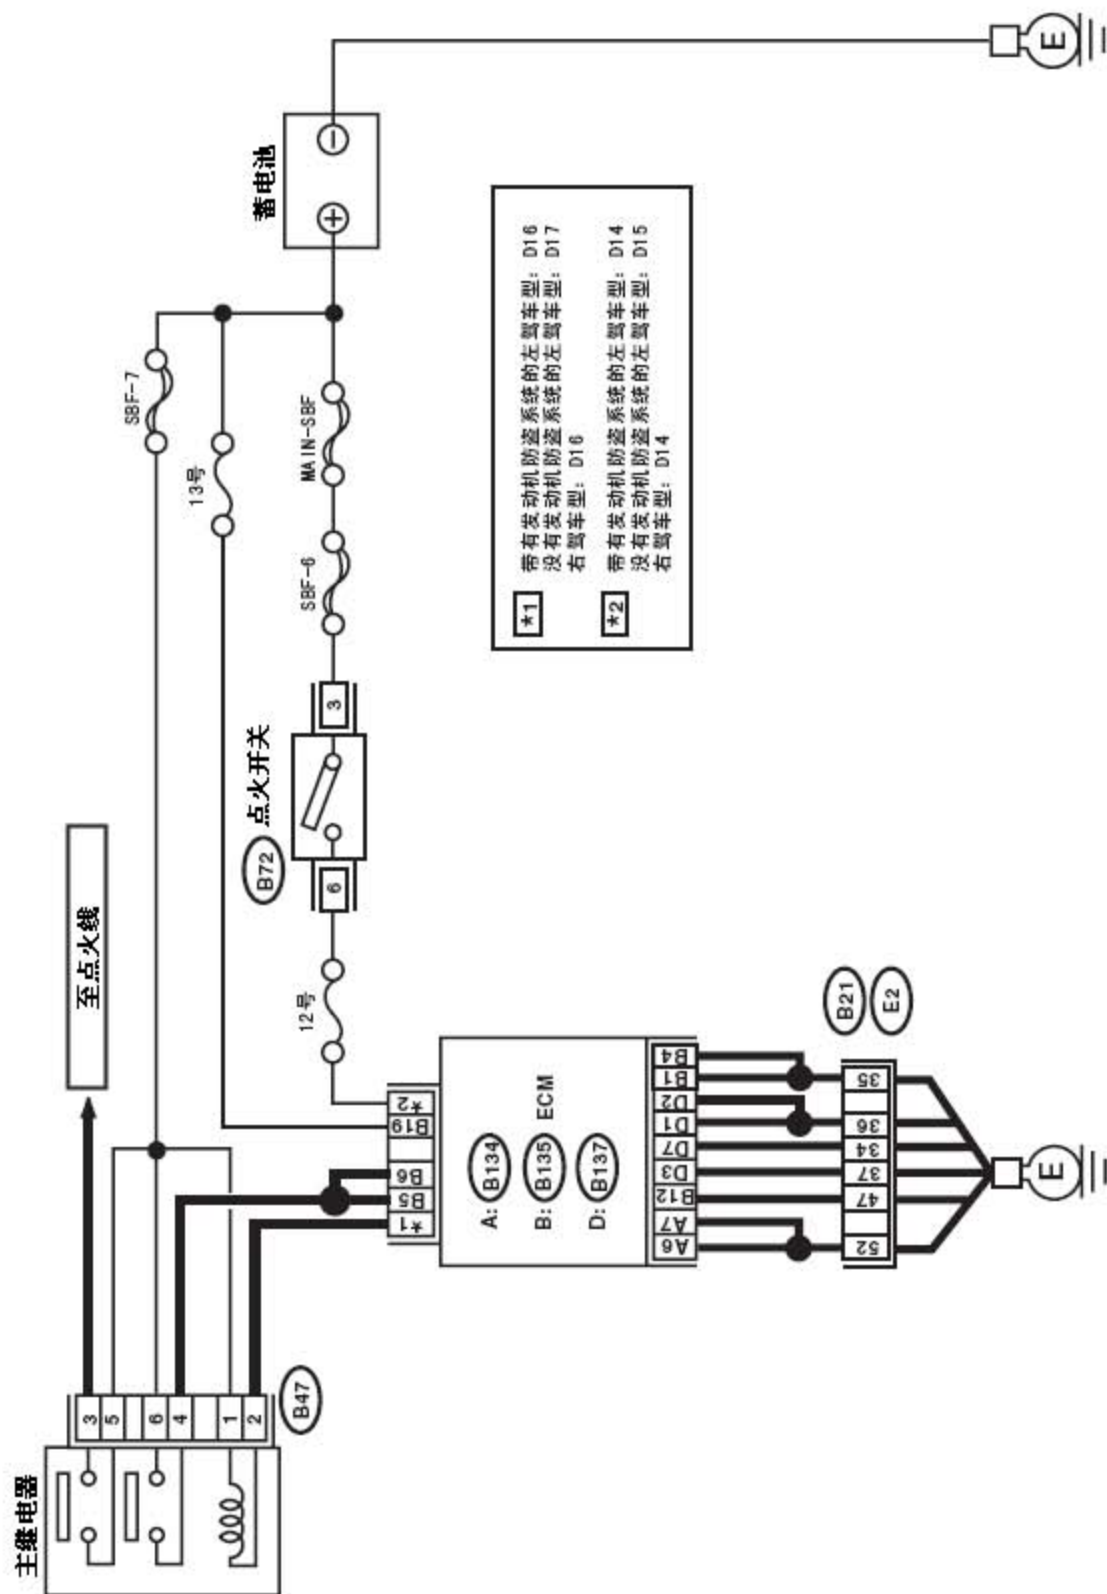 主继电器
3
5
6
4
1
2
B47
至点火线
SBF-7
13号
MAIN-SBF
SBF-6
蓄电池
+
−
E
点火开关
B72
3
6
12号
*1
B5
B6
B19
*2
ECM
A: B134
B: B135
D: B137
A6
A7
B12
D3
D7
D1
D2
B1
B4
52
47
37
34
36
35
B21
E2
E
*1
带有发动机防盗系统的左驾车型: D16
没有发动机防盗系统的左驾车型: D17
右驾车型: D16
*2
带有发动机防盗系统的左驾车型: D14
没有发动机防盗系统的左驾车型: D15
右驾车型: D14